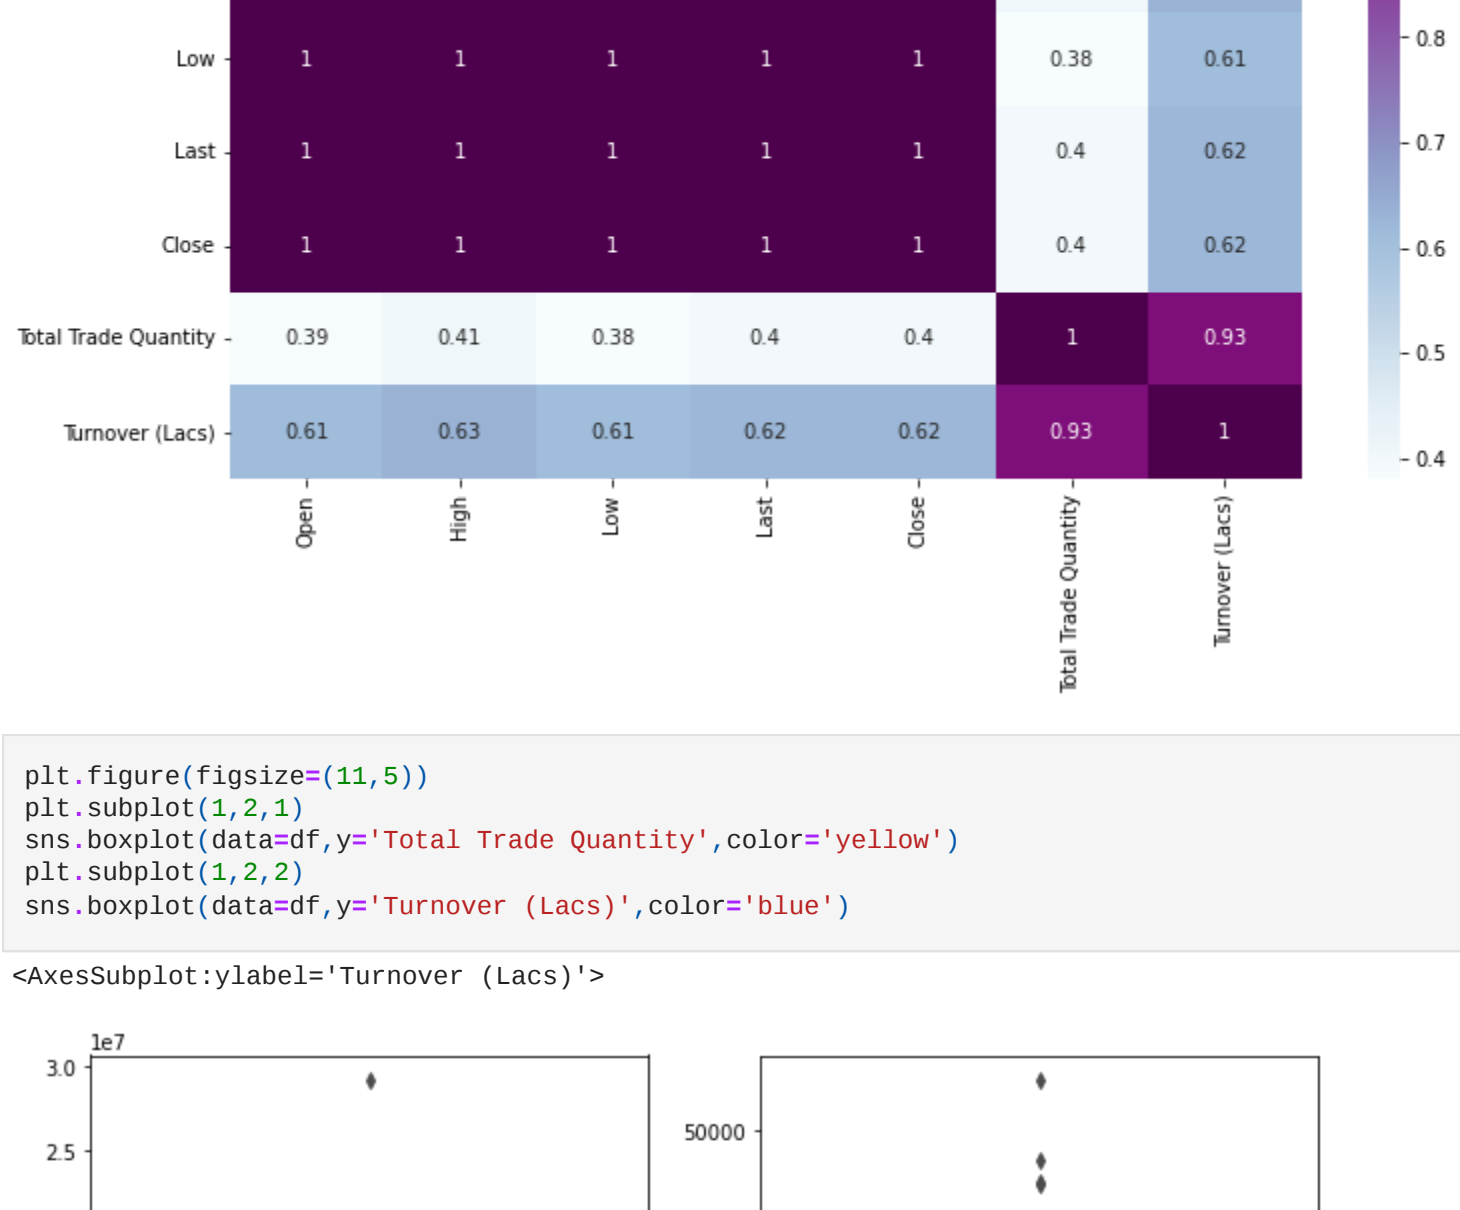 0.8
Low 1 1 1 1 1 0.38 0.61
0.7
Last 1 1 1 1 1 0.4 0.62
Close 1 1 1 1 1 0.4 0.62
0.6
Total Trade Quantity 0.39 0.41 0.38 0.4 0.4 1 0.93
0.5
Turnover (Lacs) 0.61 0.63 0.61 0.62 0.62 0.93 1
0.4
Open High Low Last Close Total Trade Quantity Turnover (Lacs)
plt.figure(figsize=(11,5))
plt.subplot(1,2,1)
sns.boxplot(data=df,y='Total Trade Quantity',color='yellow')
plt.subplot(1,2,2)
sns.boxplot(data=df,y='Turnover (Lacs)',color='blue')
<AxesSubplot:ylabel='Turnover (Lacs)'>
1e7
3.0
50000
2.5